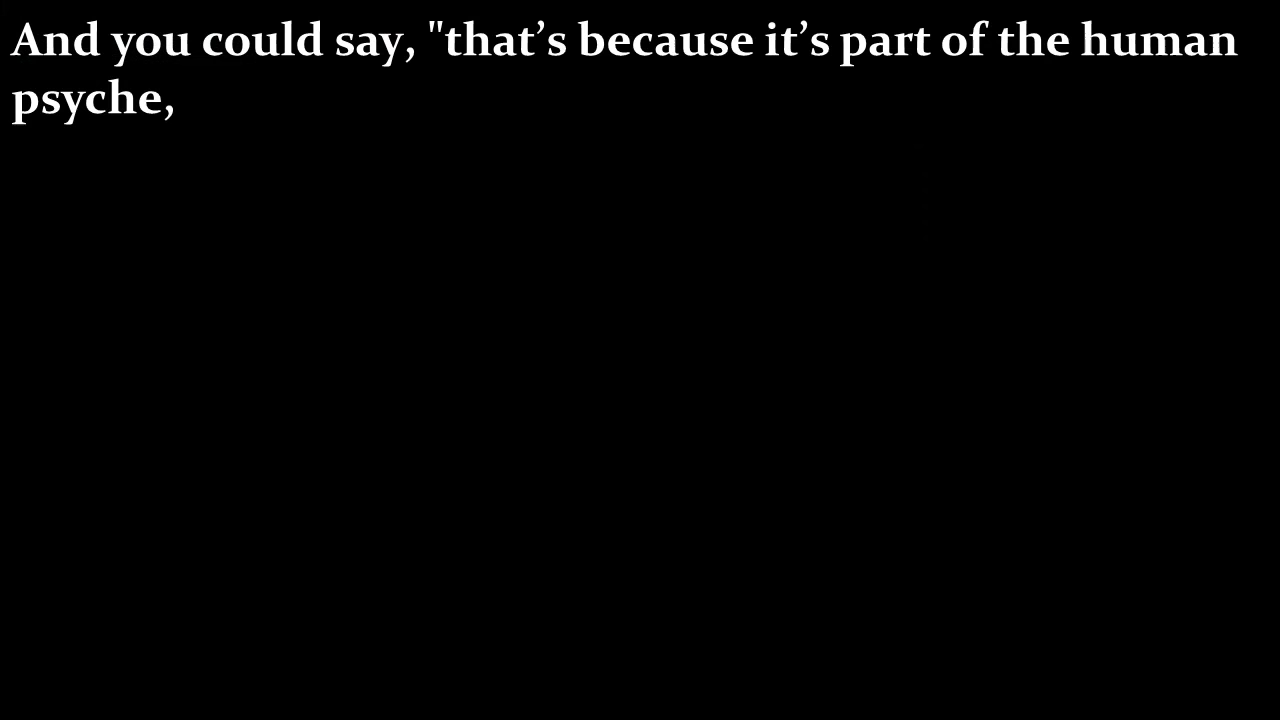 And you could say, "that’s because it’s part of the human
psyche,